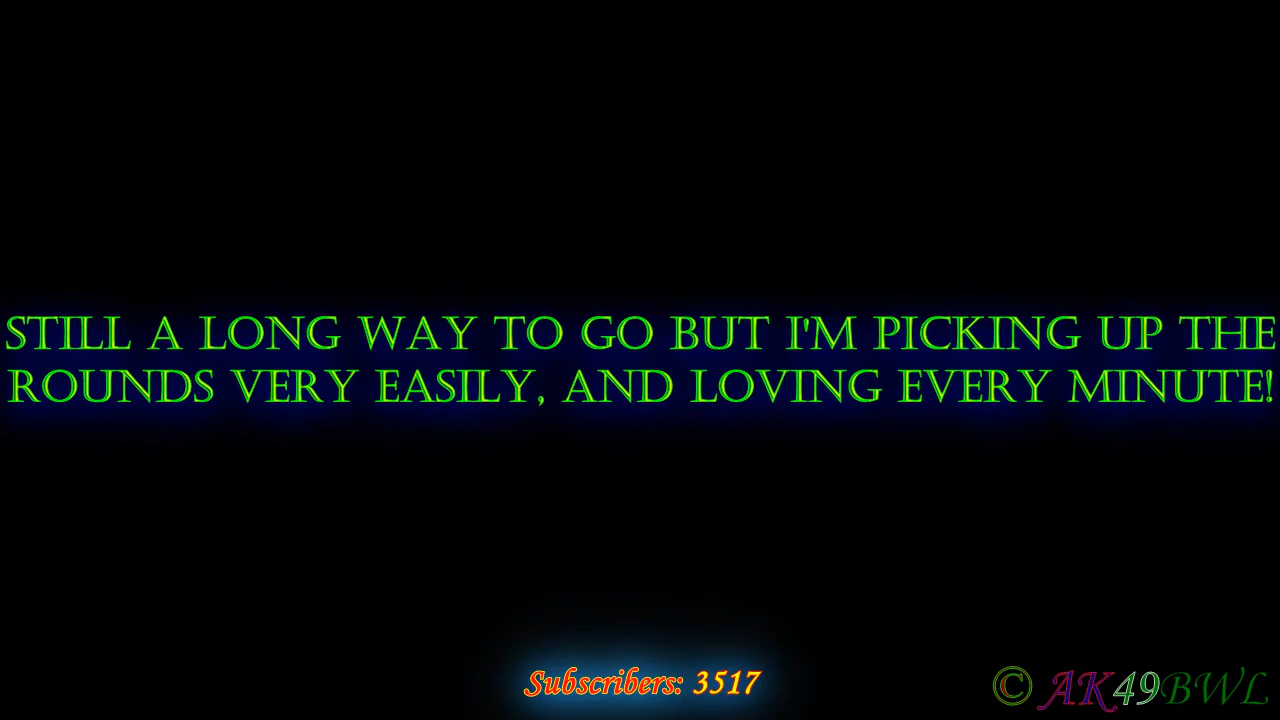 STILL A LONG WAY TO GO BUT I'M PICKING UP THE
ROUNDS VERY EASILY, AND LOVING EVERY MINUTE!
Subscribers: 3517
© AK49BWL